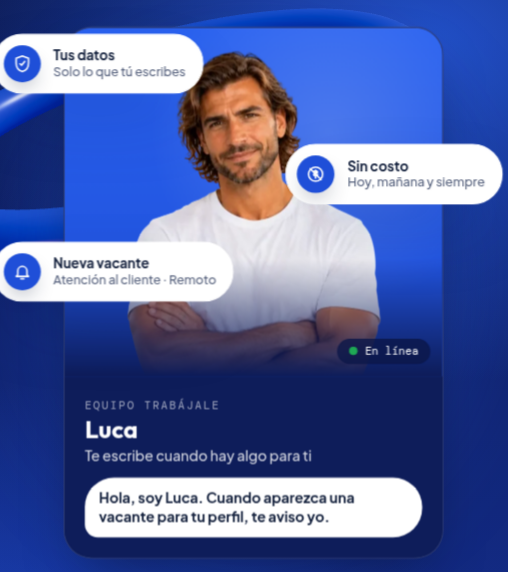 Tus datos
Solo lo que tú escribes
Sin costo
Hoy, mañana y siempre
Nueva vacante
Atención al cliente · Remoto
En línea
EQUIPO TRABÁJALE
Luca
Te escribe cuando hay algo para ti
Hola, soy Luca. Cuando aparezca una
vacante para tu perfil, te aviso yo.